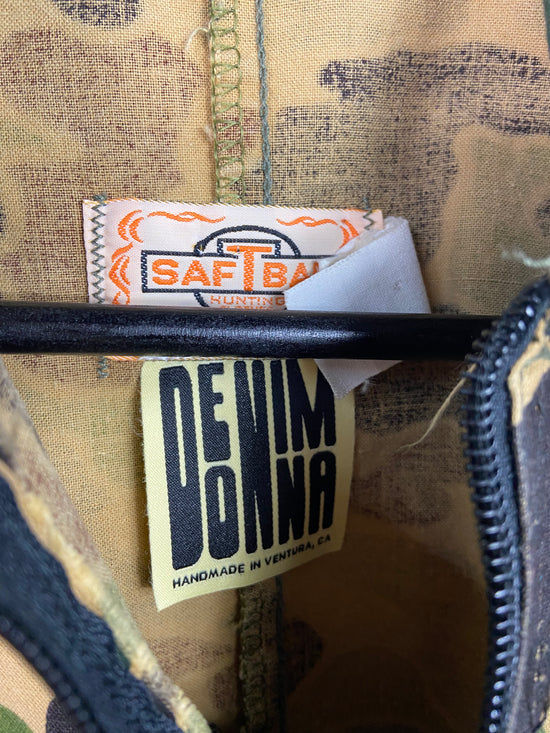 SAFTBA
HUNTING
DENIM
DONNA
HANDMADE IN VENTURA, CA